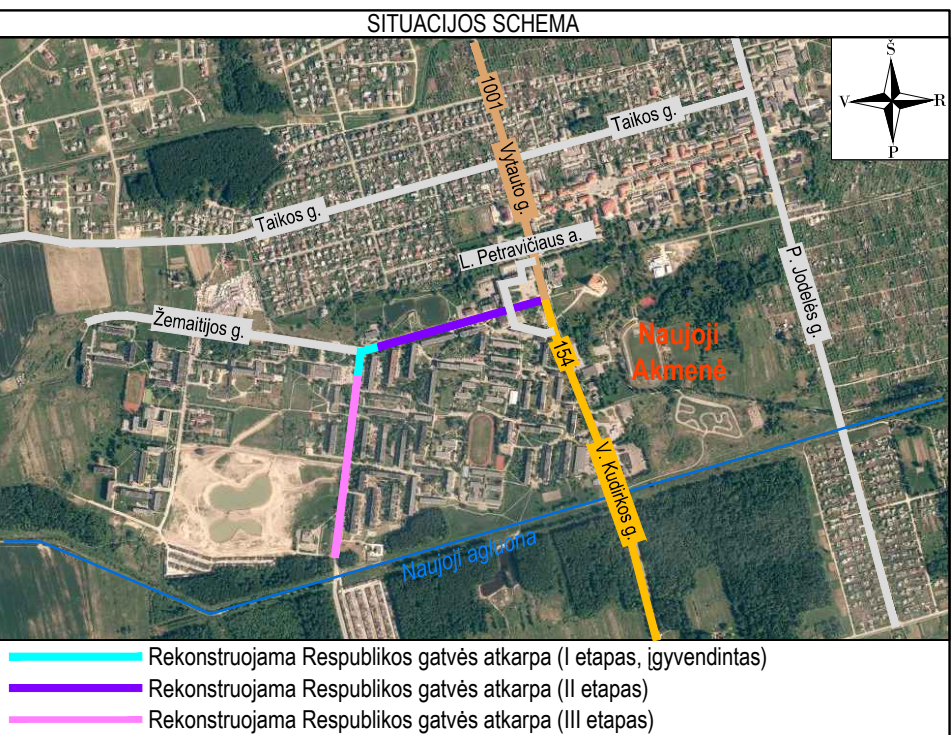 SITUACIJOS SCHEMA
Š
V
R
P
1001
Vytauto g.
Taikos g.
Taikos g.
L. Petravičiaus a.
P. Jodelės g.
Žemaitijos g.
154
Naujoji
Akmenė
V. Kudirkos g.
Naujoji agluona
Rekonstruojama Respublikos gatvės atkarpa (I etapas, įgyvendintas)
Rekonstruojama Respublikos gatvės atkarpa (II etapas)
Rekonstruojama Respublikos gatvės atkarpa (III etapas)